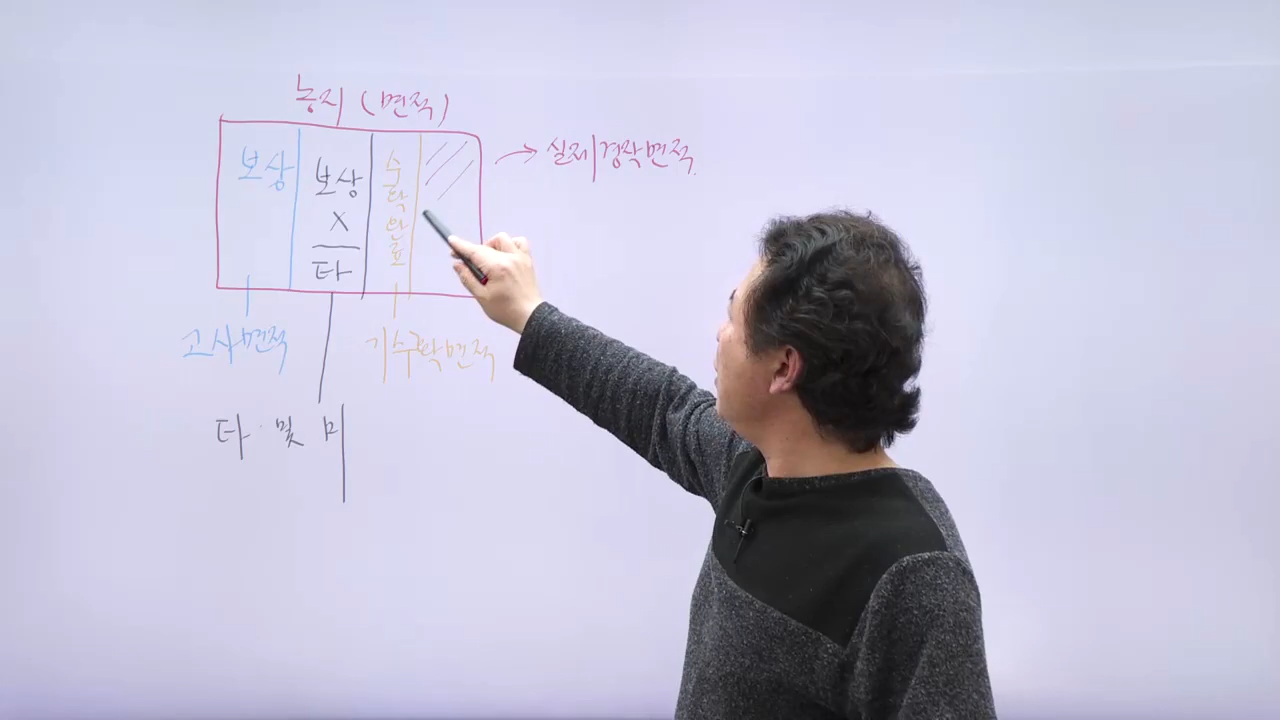 농지 (면적)
실제경작면적.
보상
보상
X
타
수확완료
고사면적
기수확면적
타 및 미